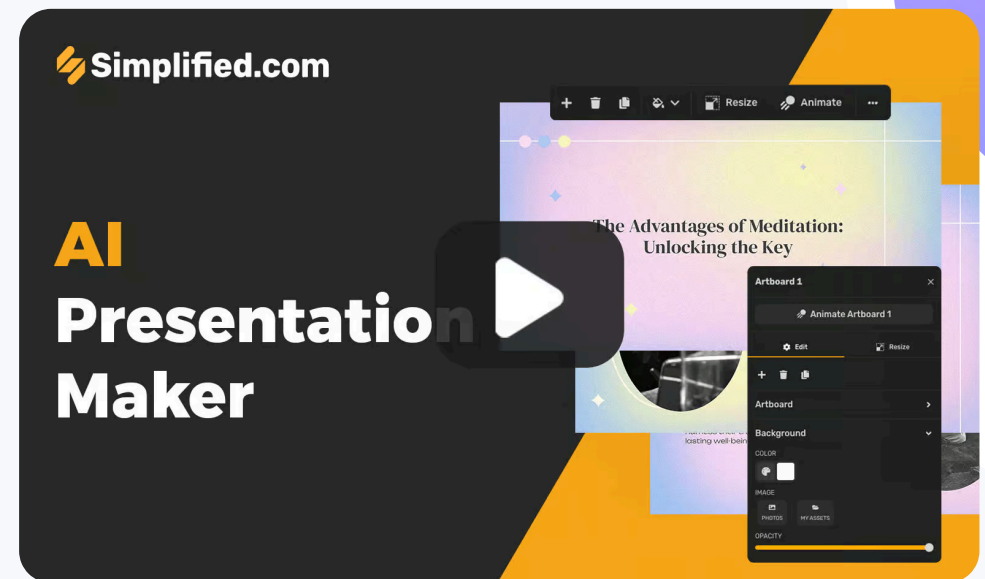 Simplified.com
AI
Presentation
Maker
Resize
Animate
The Advantages of Meditation:
Unlocking the Key
Artboard 1
Animate Artboard 1
Edit
Resize
Artboard
Background
COLOR
IMAGE
PHOTOS
MY ASSETS
OPACITY
lasting well-bein